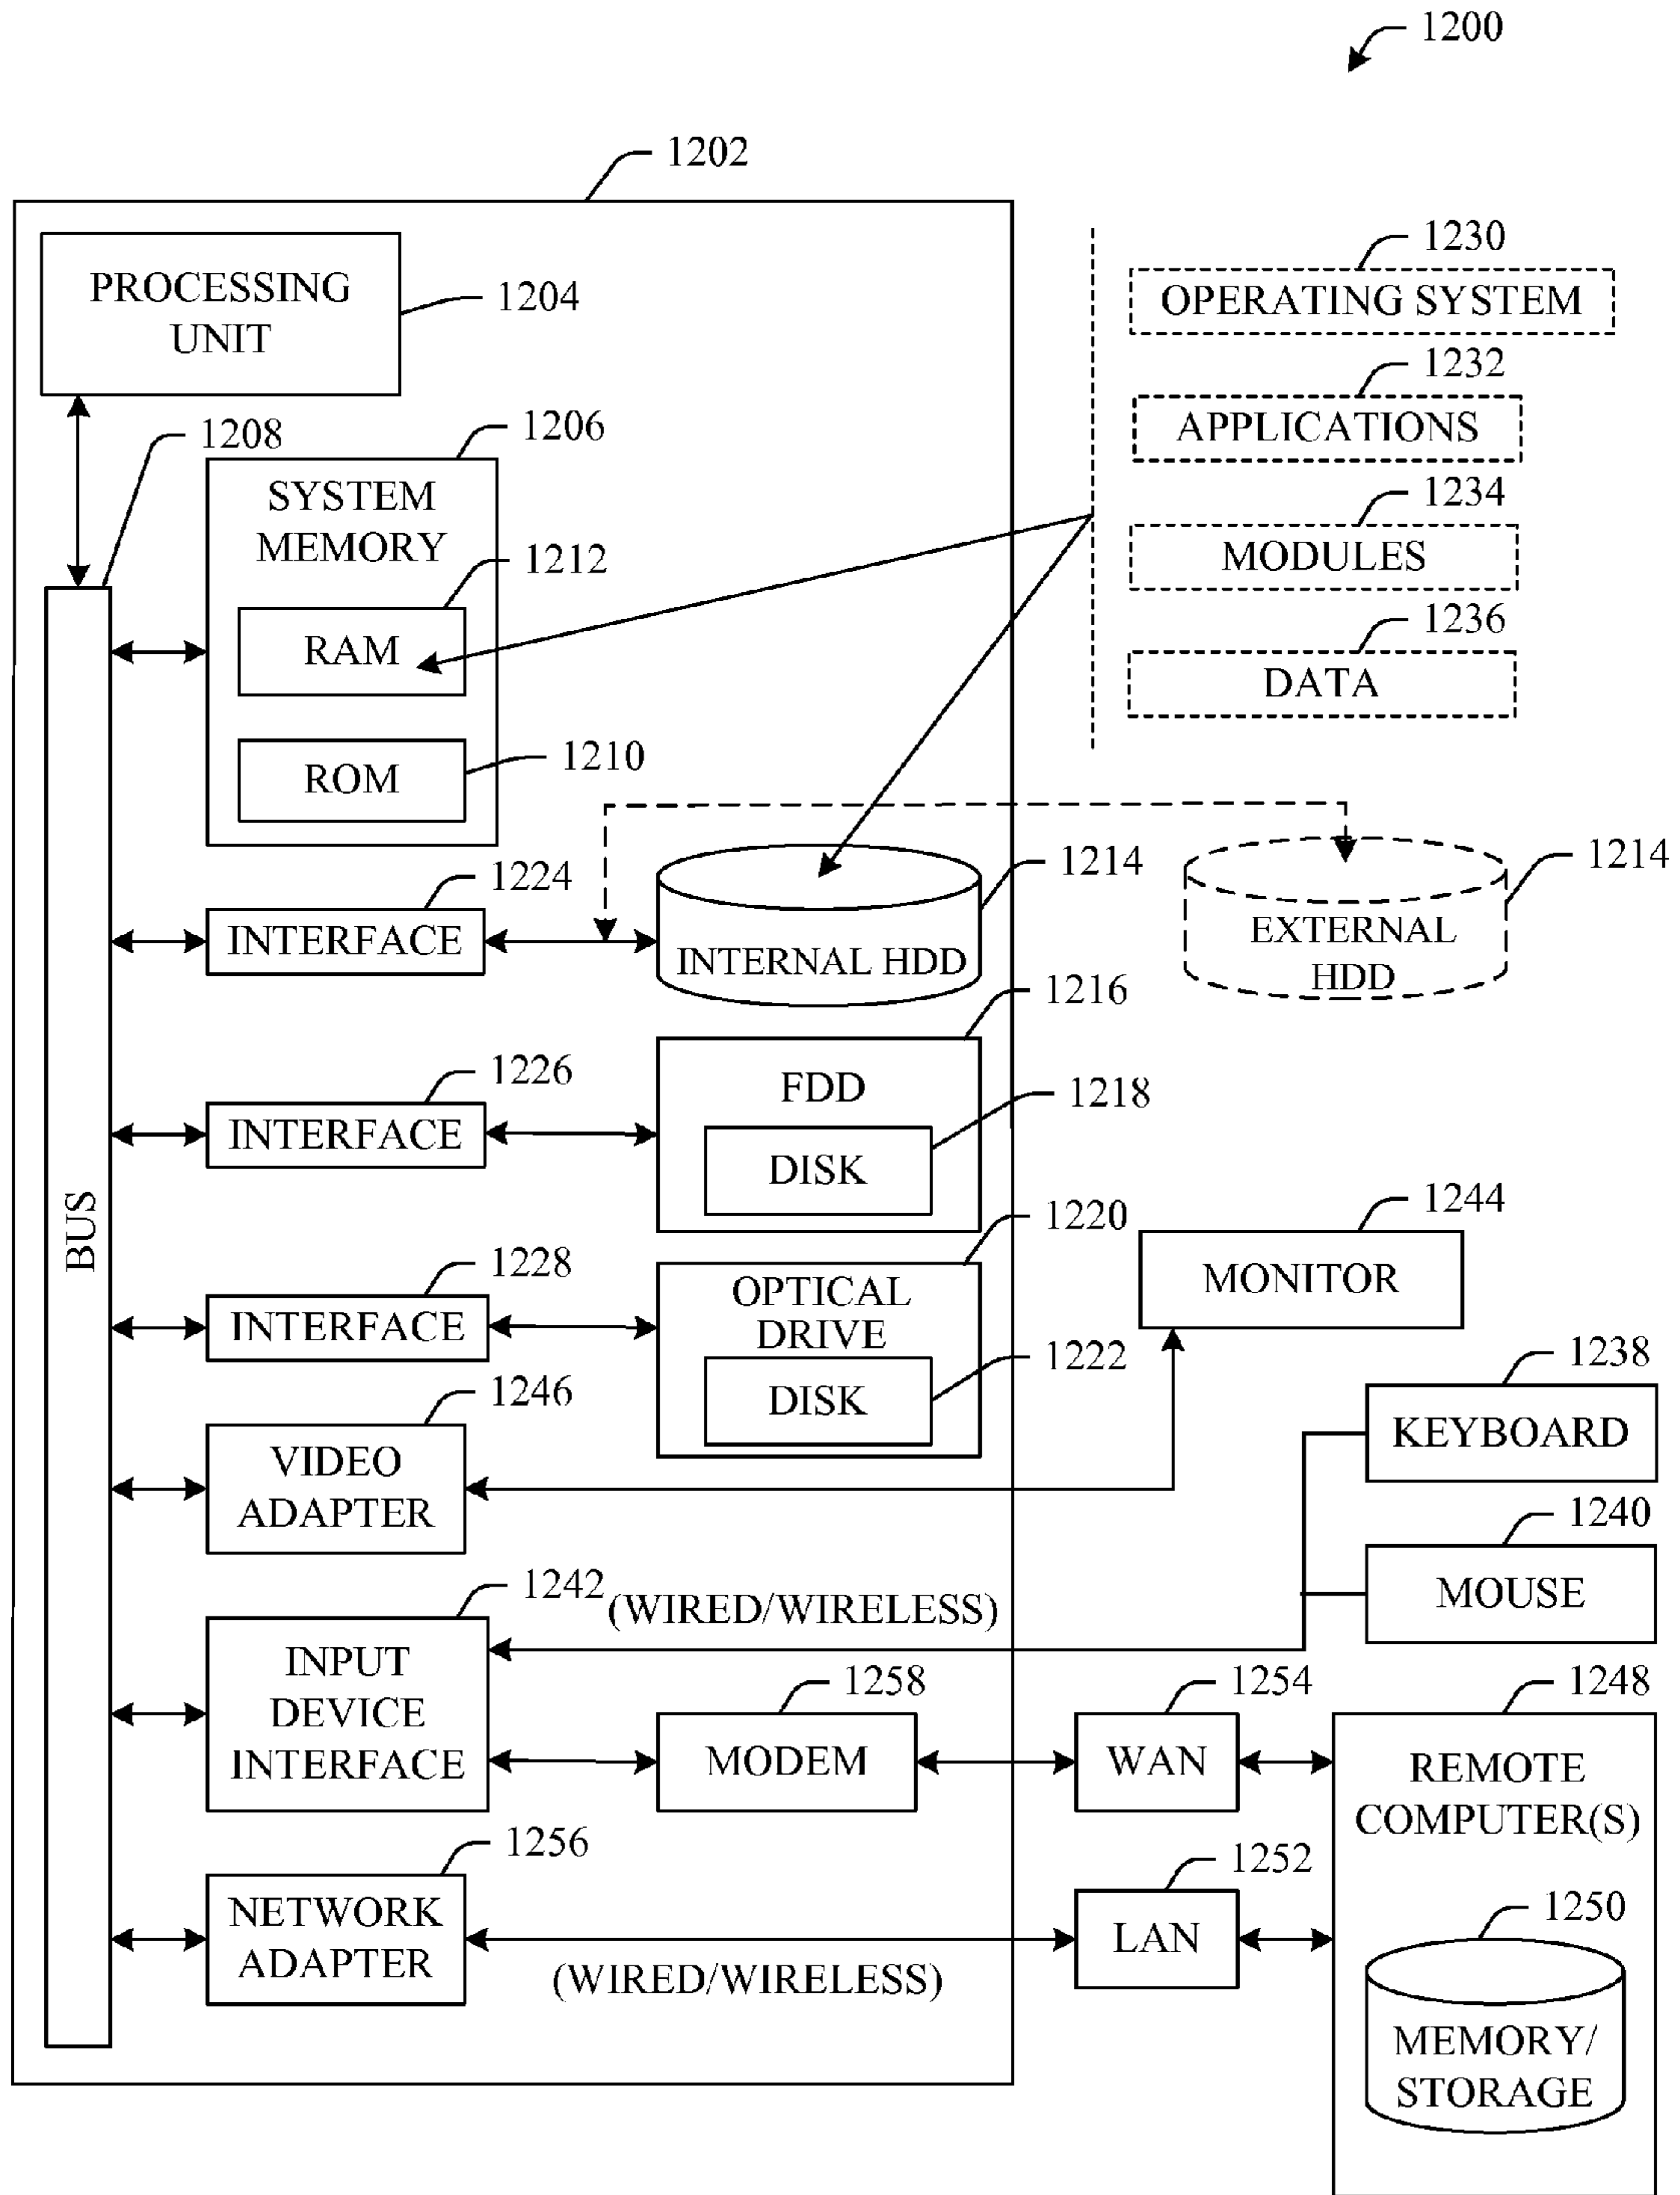 1200
1202
PROCESSING
UNIT
1204
1230
OPERATING SYSTEM
1232
APPLICATIONS
1234
MODULES
1236
DATA
1208
1206
SYSTEM
MEMORY
1212
RAM
1210
ROM
BUS
1224
INTERFACE
1214
INTERNAL HDD
1214
EXTERNAL
HDD
1226
INTERFACE
1216
FDD
1218
DISK
1228
INTERFACE
1220
OPTICAL
DRIVE
1222
DISK
1244
MONITOR
1246
VIDEO
ADAPTER
1238
KEYBOARD
1240
MOUSE
1242
(WIRED/WIRELESS)
INPUT
DEVICE
INTERFACE
1258
MODEM
1254
WAN
1248
REMOTE
COMPUTER(S)
1256
NETWORK
ADAPTER
(WIRED/WIRELESS)
1252
LAN
1250
MEMORY/
STORAGE